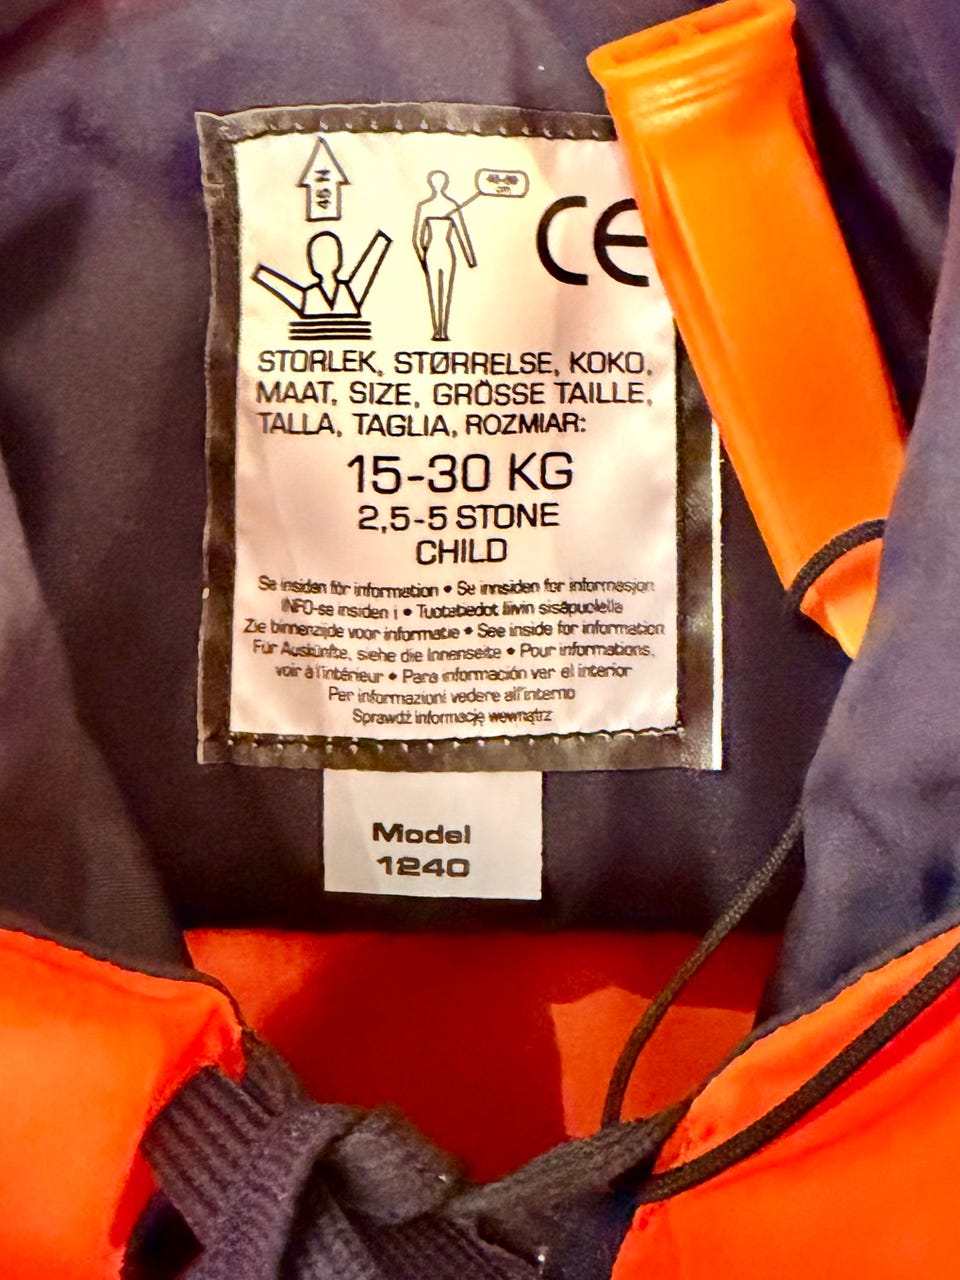 45 N
CE
STORLEK, STØRRELSE, KOKO,
MAAT, SIZE, GRÖSSE TAILLE,
TALLA, TAGLIA, ROZMIAR:
15-30 KG
2,5-5 STONE
CHILD
Se insidan för information • Se innsiden for informasjon
INFO-se insiden i • Tuotetiedot liivin sisäpuolella
Zie binnenzijde voor informatie • See inside for information
Für Auskünfte, siehe die Innenseite • Pour informations,
voir à l'intérieur • Para información ver el interior
Per informazioni vedere all'interno
Sprawdź informację wewnątrz
Model
1240